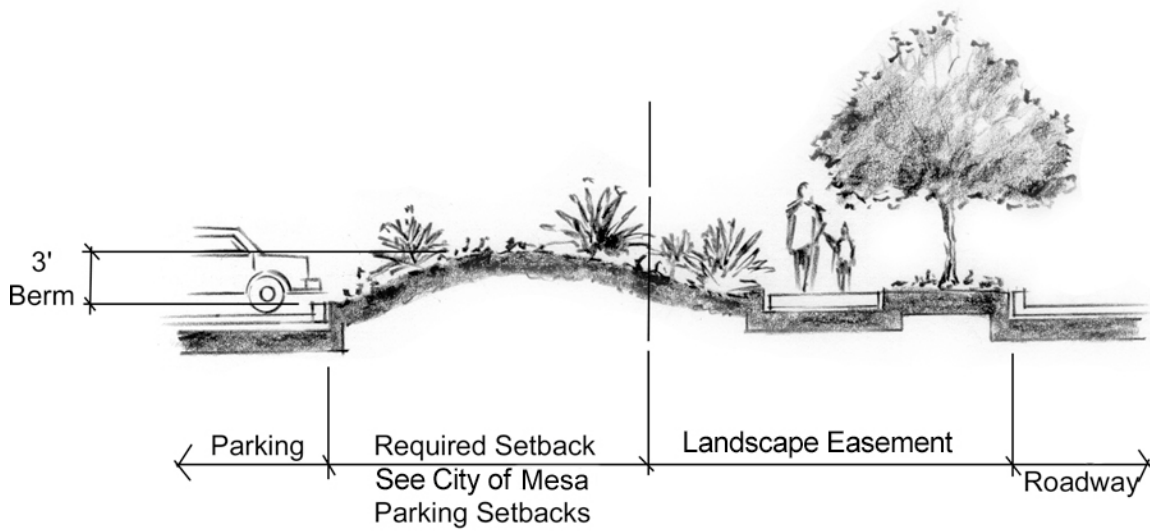 3'
Berm
Parking
Required Setback
See City of Mesa
Parking Setbacks
Landscape Easement
Roadway